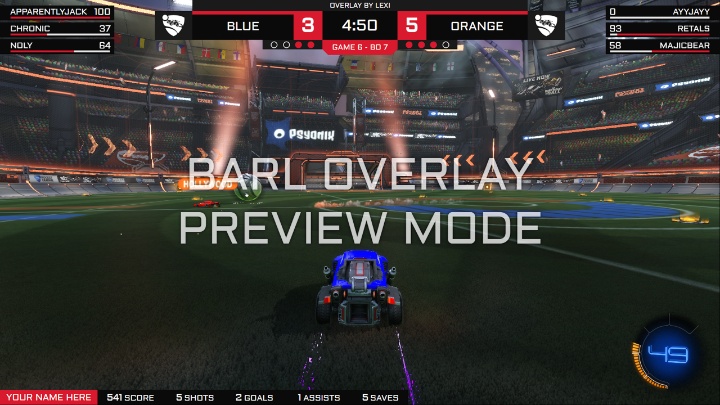 OVERLAY BY LEXI
APPARENTLYJACK 100
CHRONIC 37
NOLY 64
BLUE 3 4:50 5 ORANGE
GAME 6 - BO 7
0 AYYJAYY
93 RETALS
58 MAJICBEAR
PSYONIX
BARL OVERLAY
PREVIEW MODE
49
YOUR NAME HERE 541 SCORE 5 SHOTS 2 GOALS 1 ASSISTS 5 SAVES